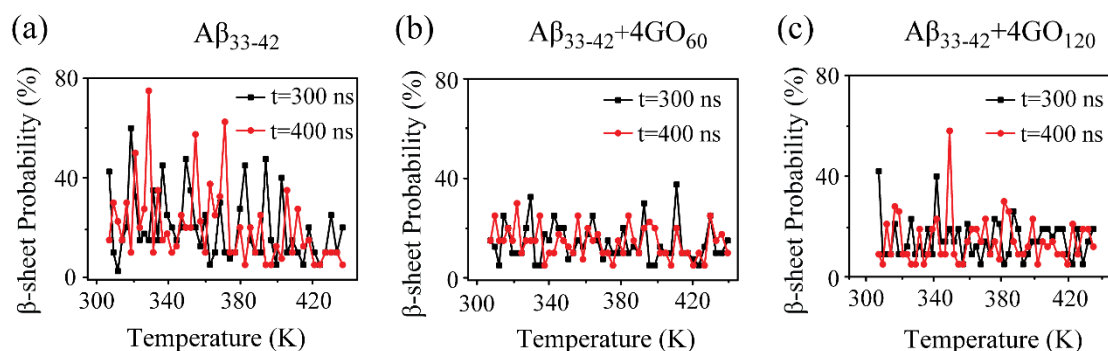 (a) Aβ33-42
β-sheet Probability (%)
80
40
0
t=300 ns
t=400 ns
300 340 380 420
Temperature (K)
(b) Aβ33-42+4GO60
β-sheet Probability (%)
80
40
0
t=300 ns
t=400 ns
300 340 380 420
Temperature (K)
(c) Aβ33-42+4GO120
β-sheet Probability (%)
80
40
0
t=300 ns
t=400 ns
300 340 380 420
Temperature (K)